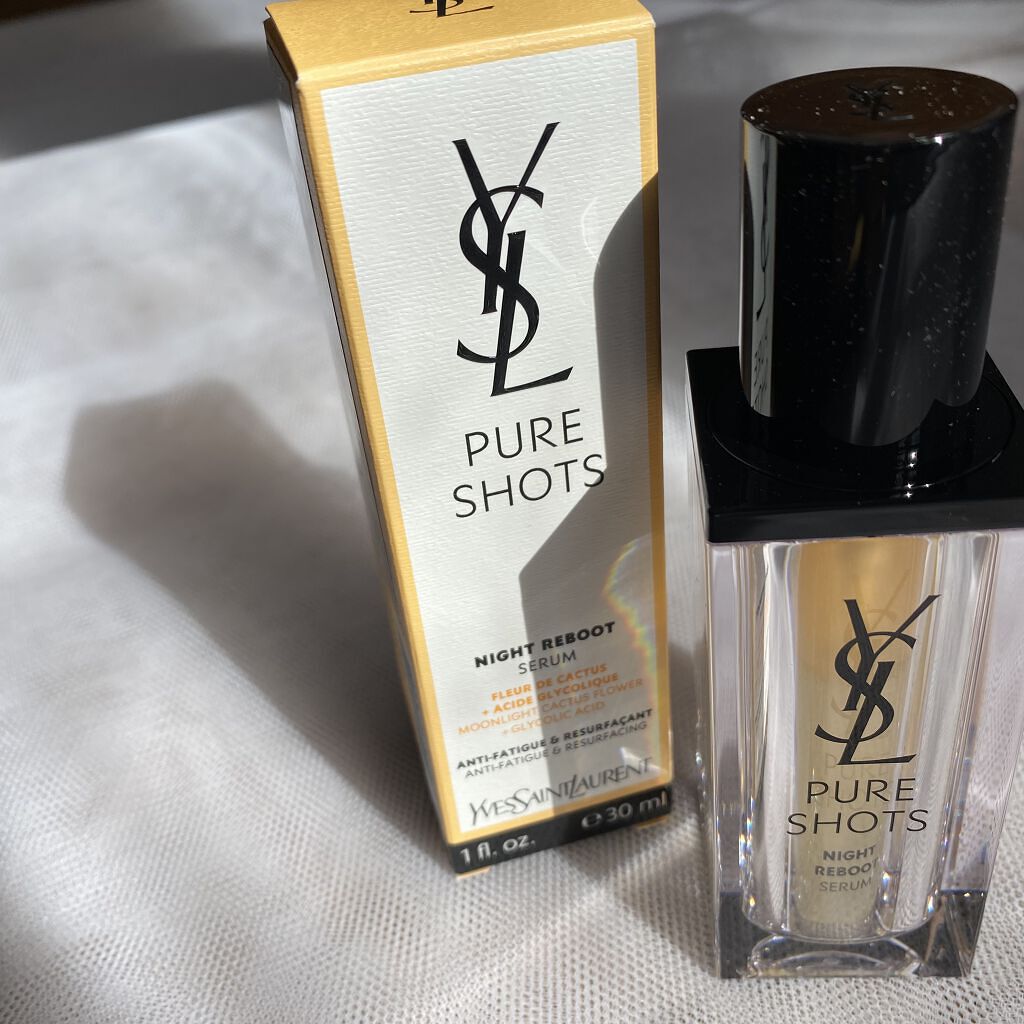 YSL
PURE
SHOTS
NIGHT REBOOT
SERUM
FLEUR DE CACTUS
+ ACIDE GLYCOLIQUE
MOONLIGHT CACTUS FLOWER
+ GLYCOLIC ACID
ANTI-FATIGUE & RESURFAÇANT
ANTI-FATIGUE & RESURFACING
YVESSAINTLAURENT
1 fl. oz. ℮ 30 ml
YSL
YSL
PURE
SHOTS
NIGHT
REBOOT
SERUM